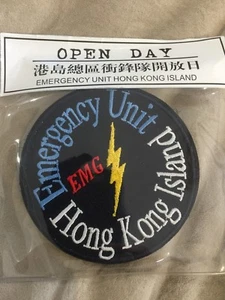 OPEN DAY
港島總區衝鋒隊開放日
EMERGENCY UNIT HONG KONG ISLAND
Emergency Unit
EMG
Hong Kong Island